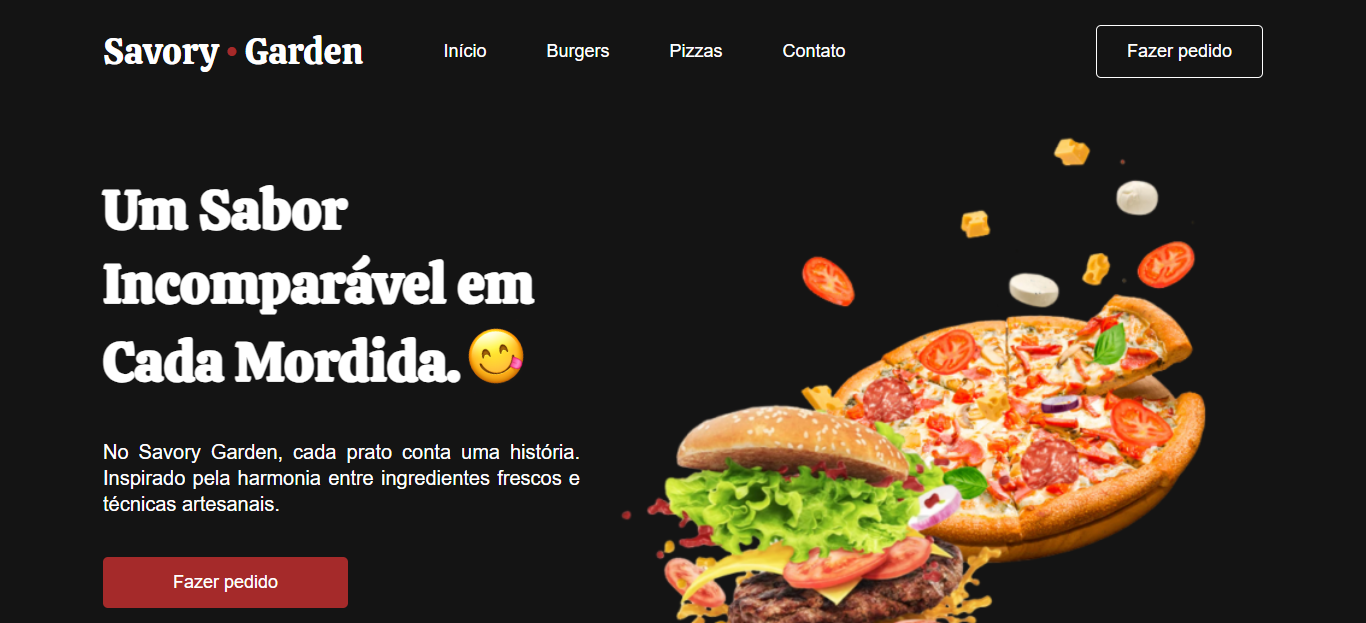 Savory • Garden
Início
Burgers
Pizzas
Contato
Fazer pedido
Um Sabor
Incomparável em
Cada Mordida.😋
No Savory Garden, cada prato conta uma história.
Inspirado pela harmonia entre ingredientes frescos e
técnicas artesanais.
Fazer pedido